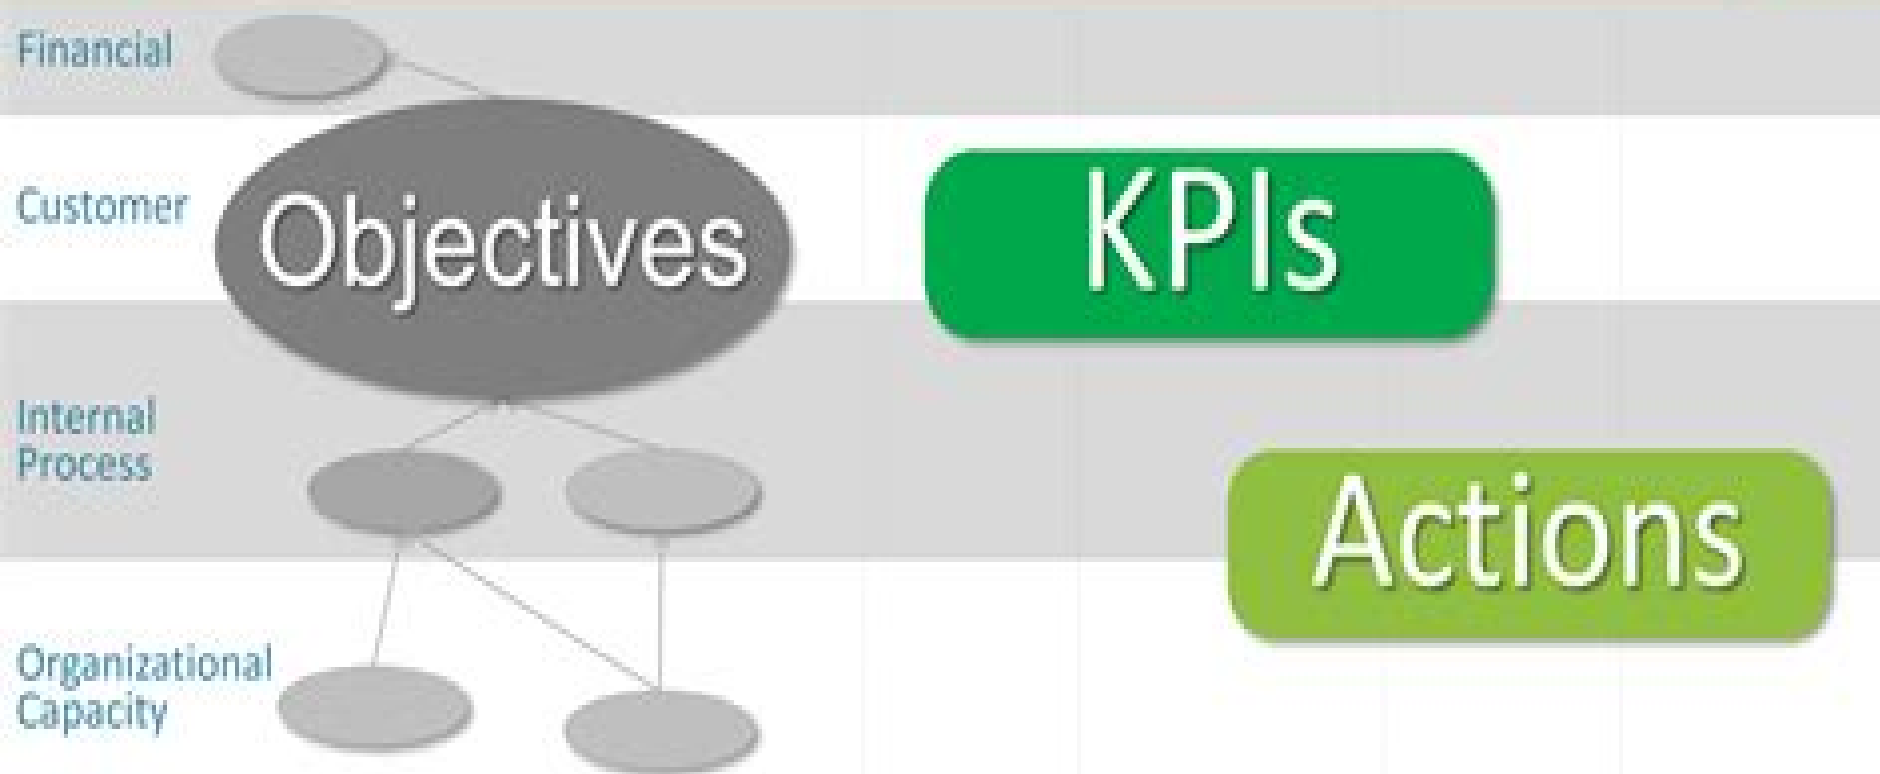 Financial
Customer
Objectives
KPIs
Internal
Process
Actions
Organizational
Capacity